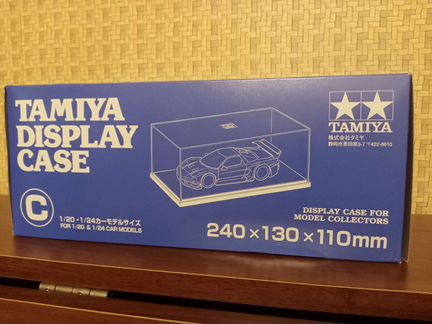 TAMIYA
DISPLAY
CASE
C
1/20・1/24カーモデルサイズ
FOR 1/20 & 1/24 CAR MODELS
TAMIYA
株式会社タミヤ
静岡市恩田原3-7 〒422-8610
DISPLAY CASE FOR
MODEL COLLECTORS
240×130×110mm